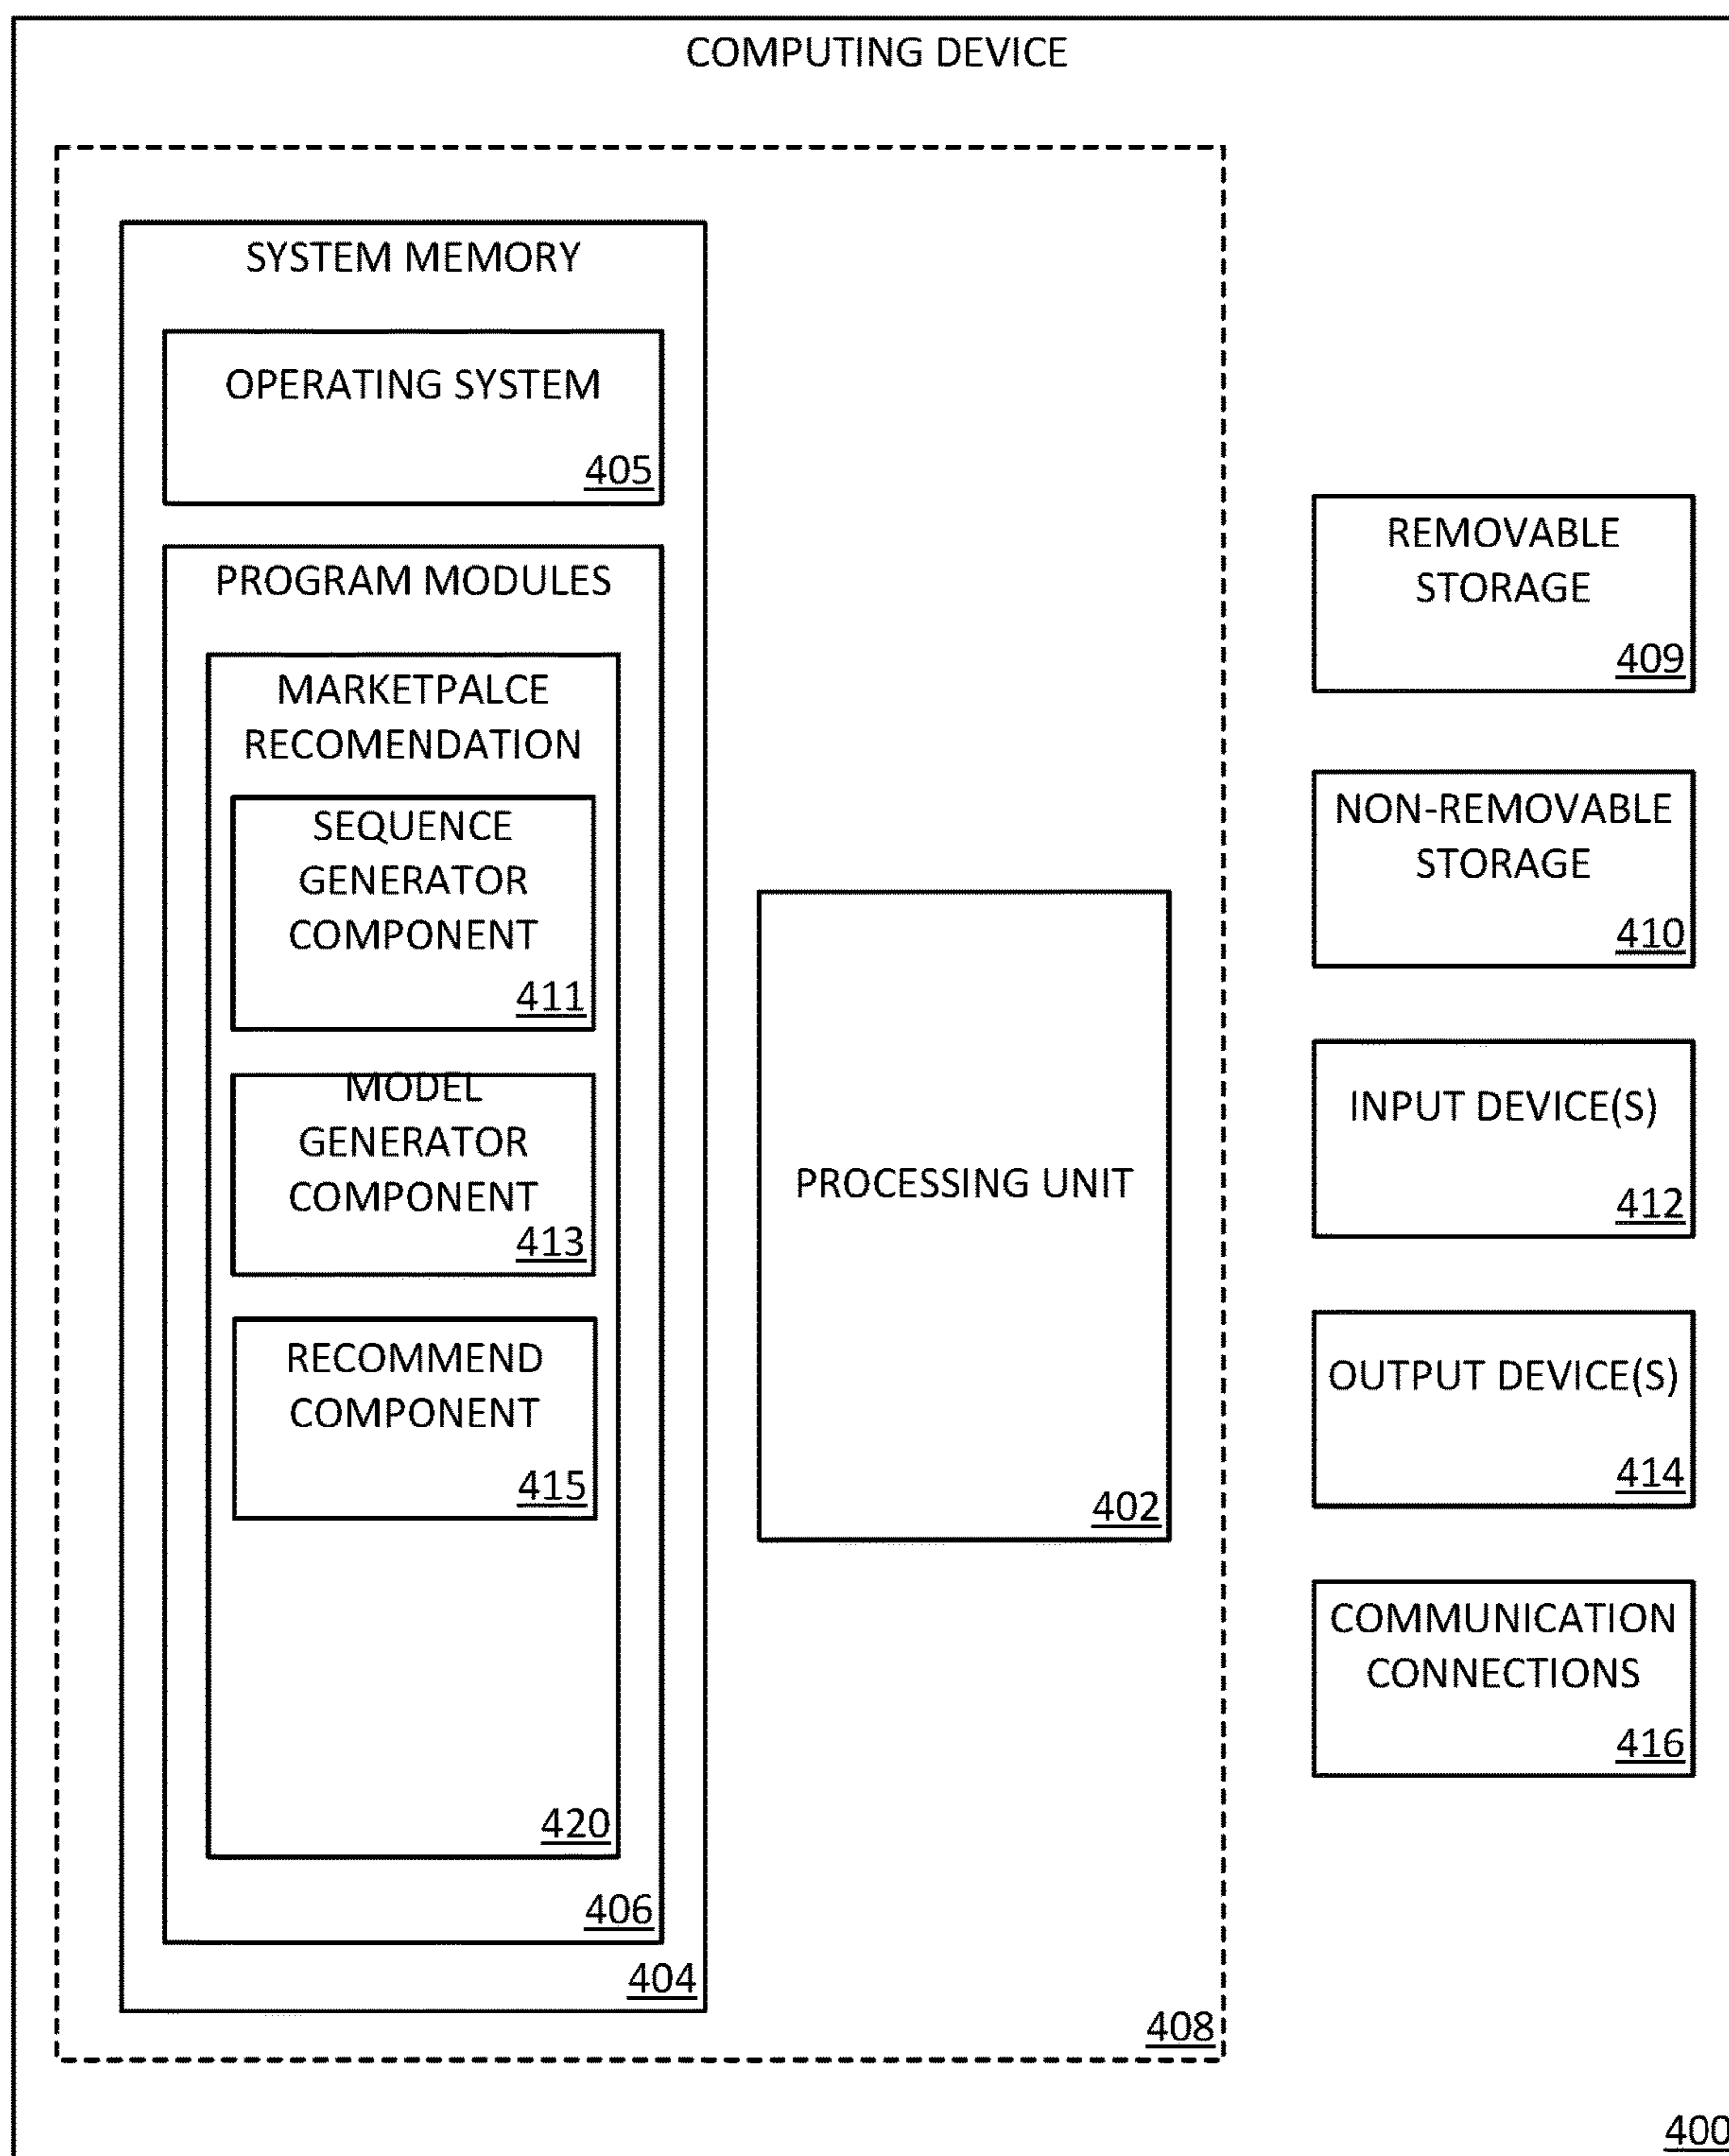 COMPUTING DEVICE
SYSTEM MEMORY
OPERATING SYSTEM
405
PROGRAM MODULES
MARKETPALCE
RECOMENDATION
SEQUENCE
GENERATOR
COMPONENT
411
MODEL
GENERATOR
COMPONENT
413
RECOMMEND
COMPONENT
415
420
406
404
PROCESSING UNIT
402
408
REMOVABLE
STORAGE
409
NON-REMOVABLE
STORAGE
410
INPUT DEVICE(S)
412
OUTPUT DEVICE(S)
414
COMMUNICATION
CONNECTIONS
416
400